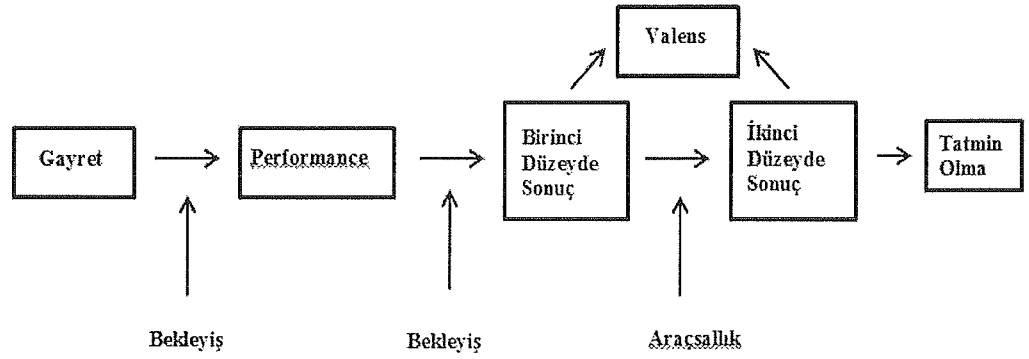 Valens
Gayret
Performance
Birinci
Düzeyde
Sonuç
İkinci
Düzeyde
Sonuç
Tatmin
Olma
Bekleyiş
Bekleyiş
Araçsallık